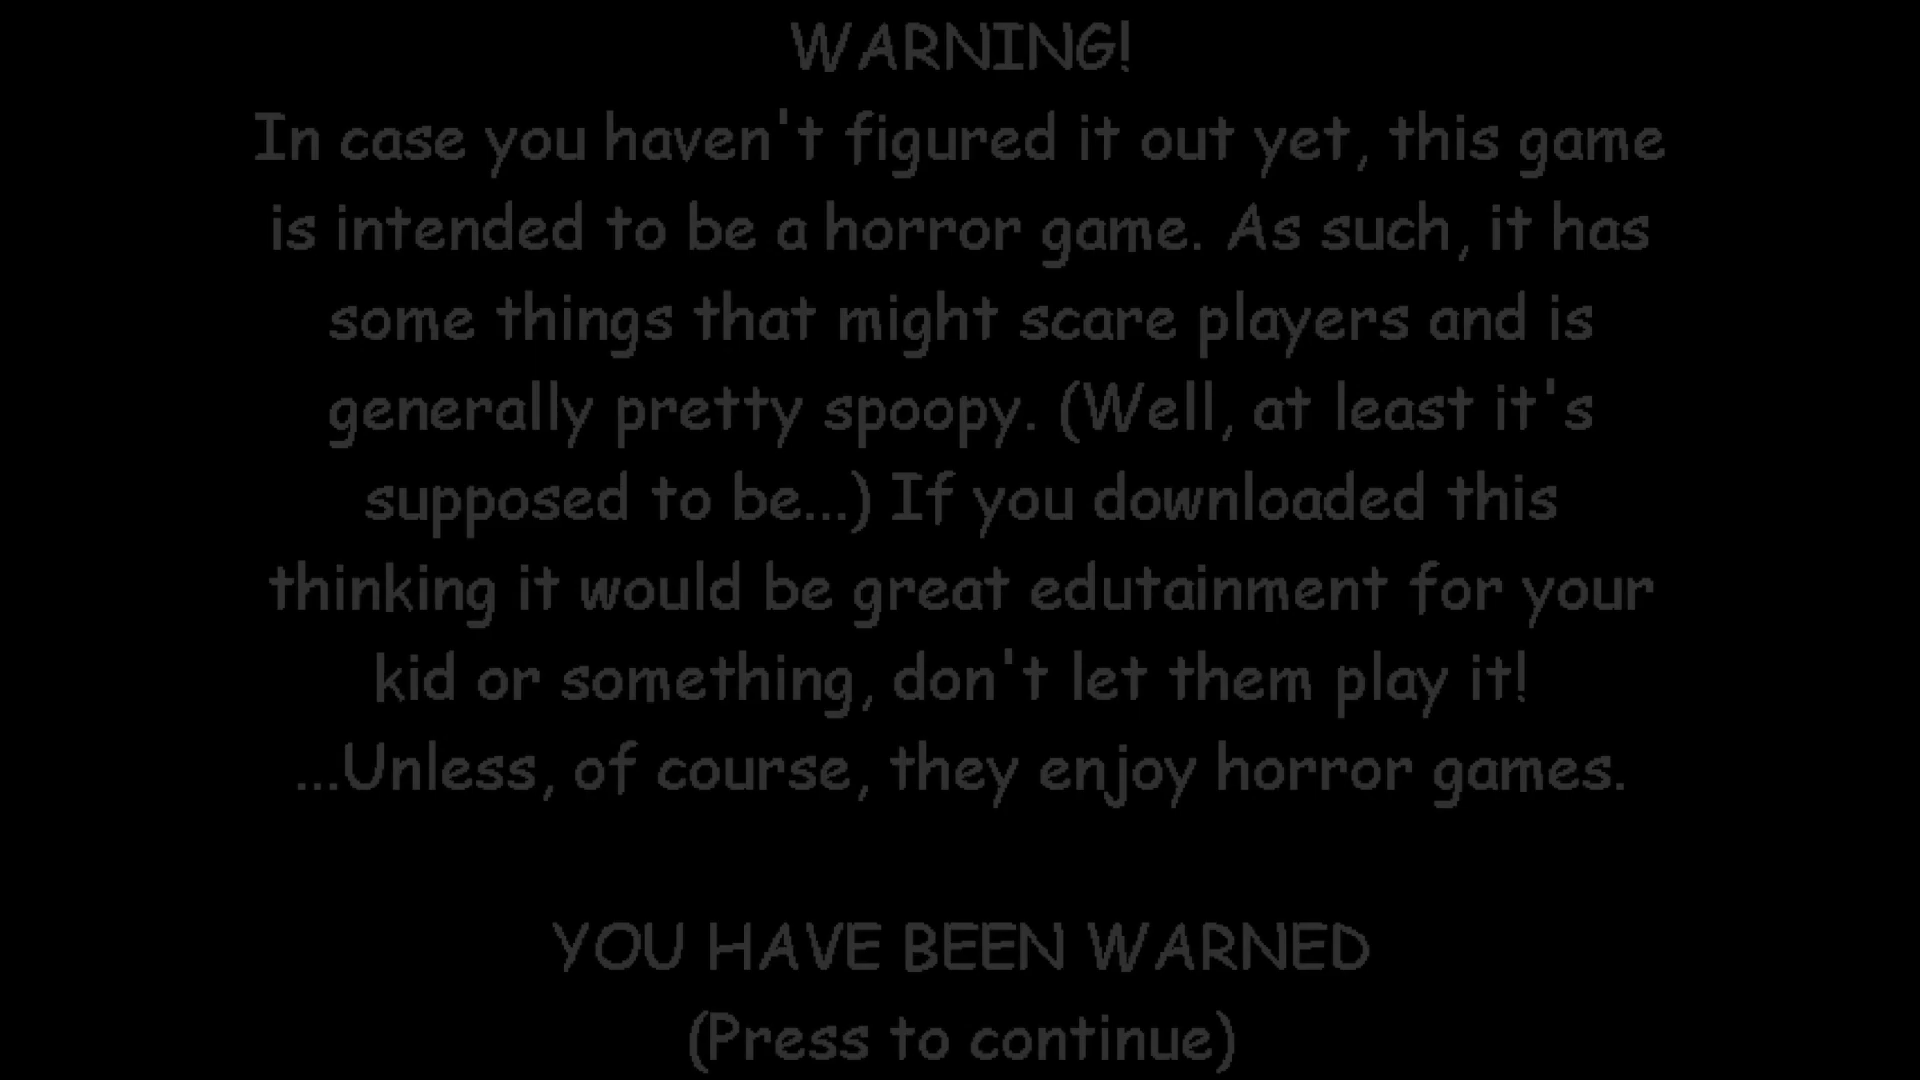 WARNING!
In case you haven't figured it out yet, this game
is intended to be a horror game. As such, it has
some things that might scare players and is
generally pretty spoopy. (Well, at least it's
supposed to be...) If you downloaded this
thinking it would be great edutainment for your
kid or something, don't let them play it!
...Unless, of course, they enjoy horror games.
YOU HAVE BEEN WARNED
(Press to continue)